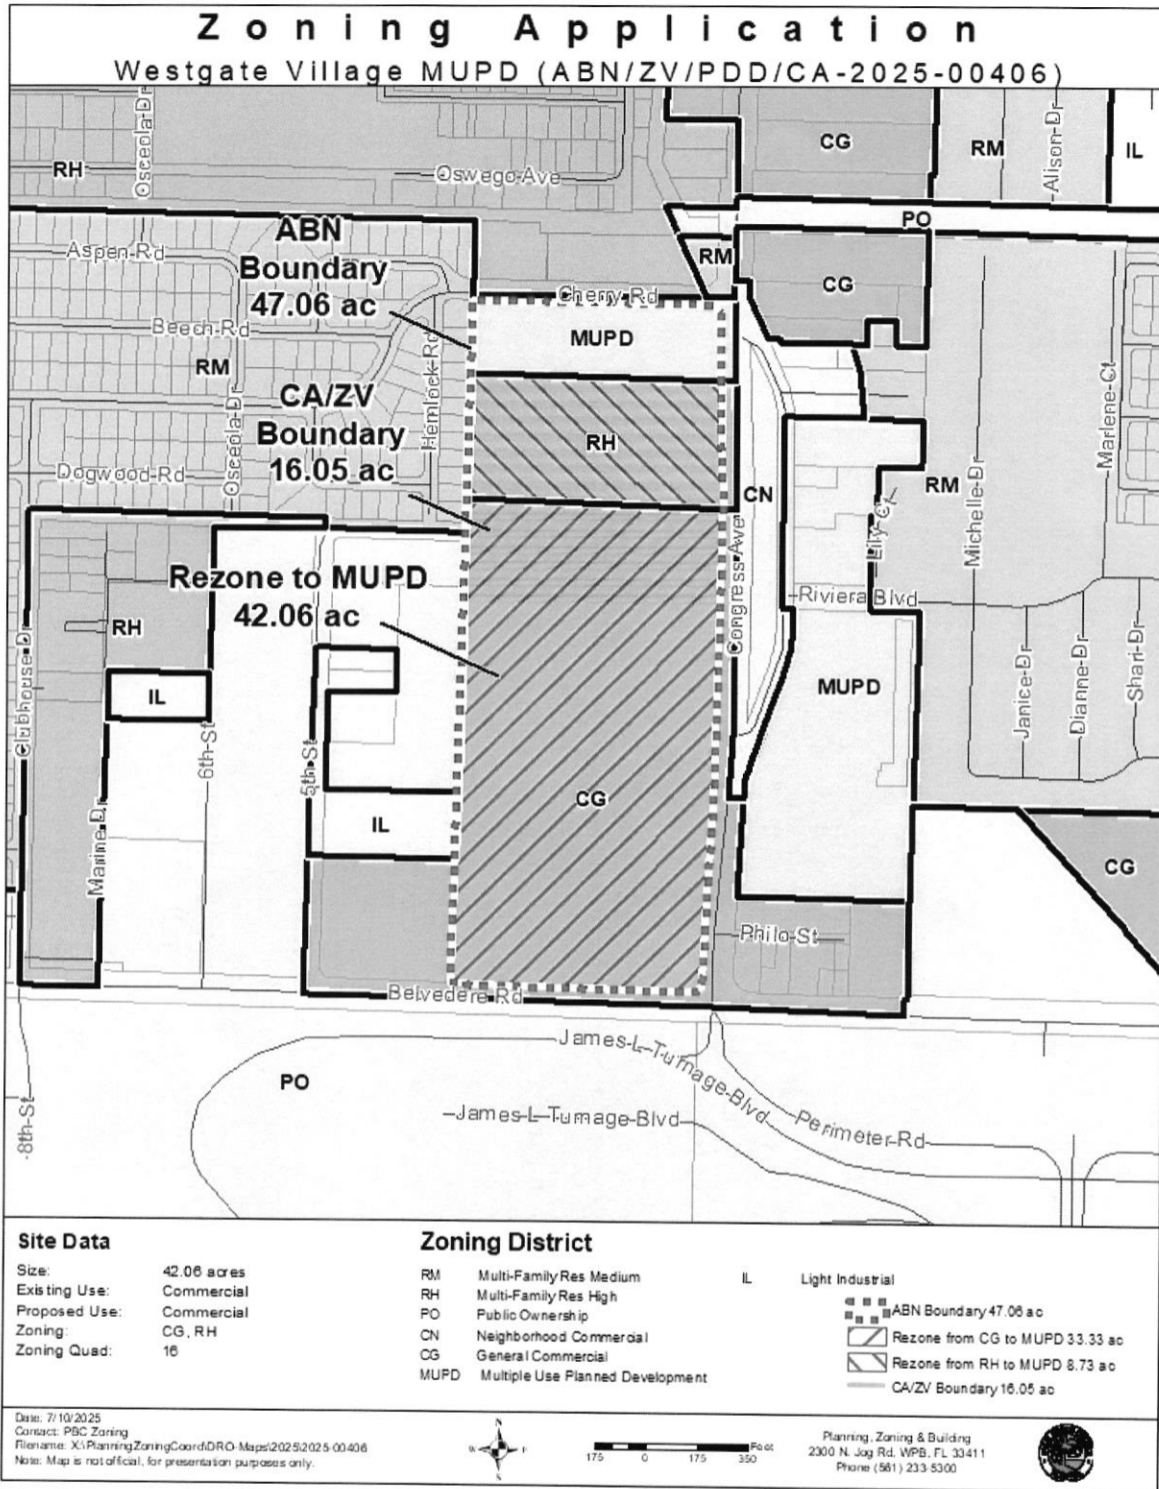 Zoning Application
Westgate Village MUPD (ABN/ZV/PDD/CA-2025-00406)
Osceola-Dr
RH
Oswego-Ave
CG
RM
Alison-Dr
IL
PO
Aspen-Rd
ABN
Boundary
47.06 ac
RM
Cherry-Rd
CG
Beech-Rd
MUPD
RM
Hemlock-Rd
Marlene-Ct
CA/ZV
Boundary
16.05 ac
Osceola-Dr
RH
Dogwood-Rd
CN
RM
Michelle-Dr
Lily-Ct
Congress-Ave
Rezone to MUPD
42.06 ac
Riviera-Blvd
RH
Clubhouse-Dr
IL
6th-St
5th-St
MUPD
Janice-Dr
Dianne-Dr
Shari-Dr
CG
IL
Marine-Dr
CG
Philo-St
Belvedere-Rd
James-L-Turnage-Blvd
PO
8th-St
James-L-Turnage-Blvd
Perimeter-Rd
Site Data
Size: 42.06 acres
Existing Use: Commercial
Proposed Use: Commercial
Zoning: CG, RH
Zoning Quad: 16
Zoning District
RM Multi-Family Res Medium
RH Multi-Family Res High
PO Public Ownership
CN Neighborhood Commercial
CG General Commercial
MUPD Multiple Use Planned Development
IL Light Industrial
ABN Boundary 47.06 ac
Rezone from CG to MUPD 33.33 ac
Rezone from RH to MUPD 8.73 ac
CA/ZV Boundary 16.05 ac
Date: 7/10/2025
Contact: PBC Zoning
Filename: X:\PlanningZoningCoord\DRO-Maps\2025\2025-00406
Note: Map is not official, for presentation purposes only.
N
W E
S
175 0 175 350 Feet
Planning, Zoning & Building
2300 N. Jog Rd, WPB, FL 33411
Phone (561) 233-5300